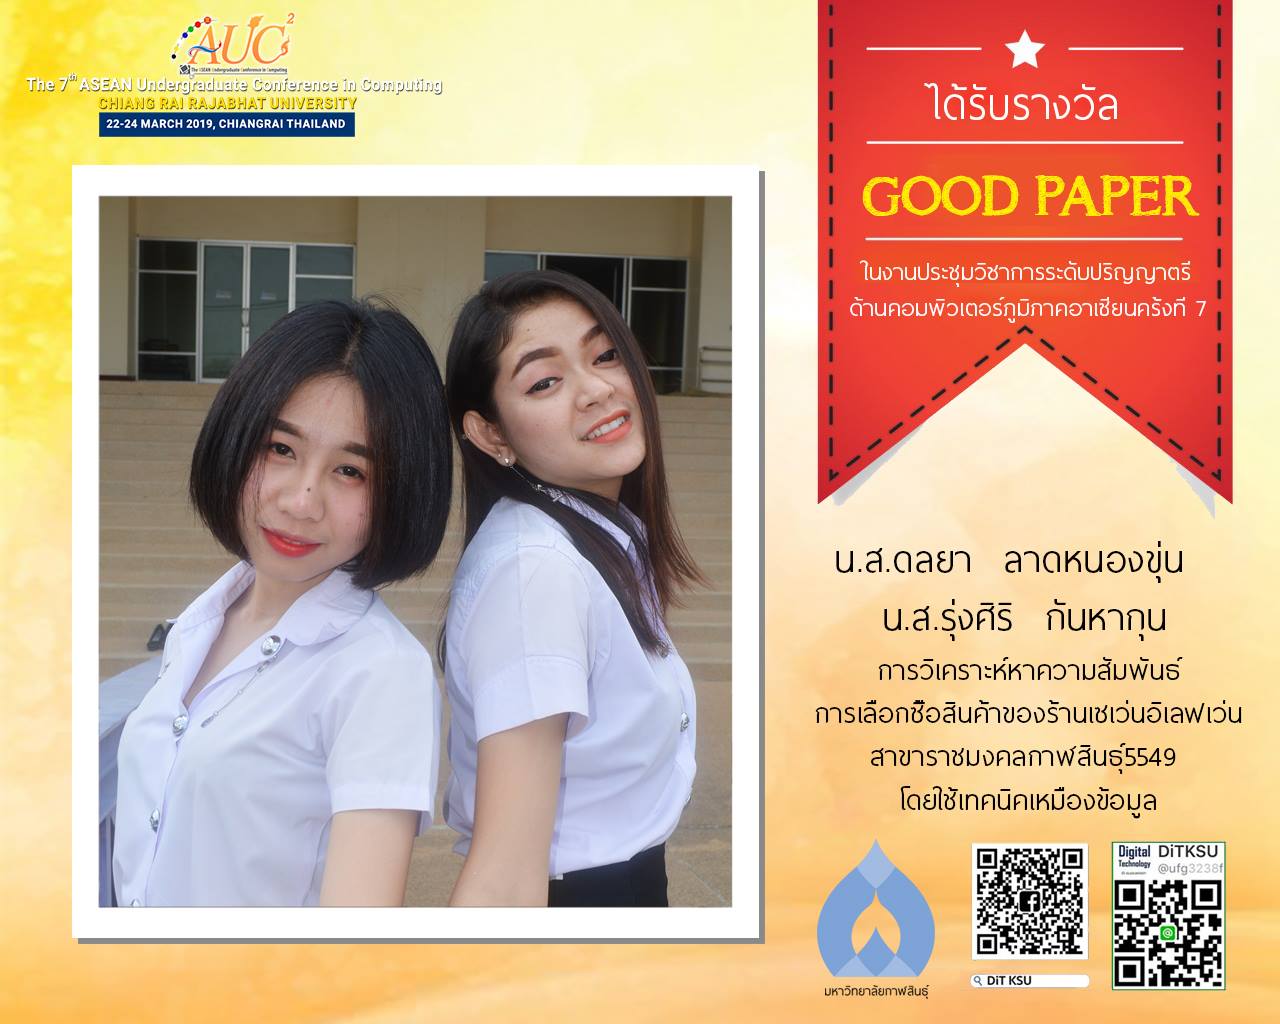 AUC2
The ASEAN Undergraduate Conference in Computing
The 7th ASEAN Undergraduate Conference in Computing
CHIANG RAI RAJABHAT UNIVERSITY
22-24 MARCH 2019, CHIANGRAI THAILAND
ได้รับรางวัล
GOOD PAPER
ในงานประชุมวิชาการระดับปริญญาตรี
ด้านคอมพิวเตอร์ภูมิภาคอาเซียนครั้งที่ 7
น.ส.ดลยา ลาดหนองขุ่น
น.ส.รุ่งศิริ กันหากุน
การวิเคราะห์หาความสัมพันธ์
การเลือกซื้อสินค้าของร้านเซเว่นอิเลฟเว่น
สาขาราชมงคลกาฬสินธุ์5549
โดยใช้เทคนิคเหมืองข้อมูล
มหาวิทยาลัยกาฬสินธุ์
DiT KSU
Digital Technology
DiTKSU
@ufg3238f